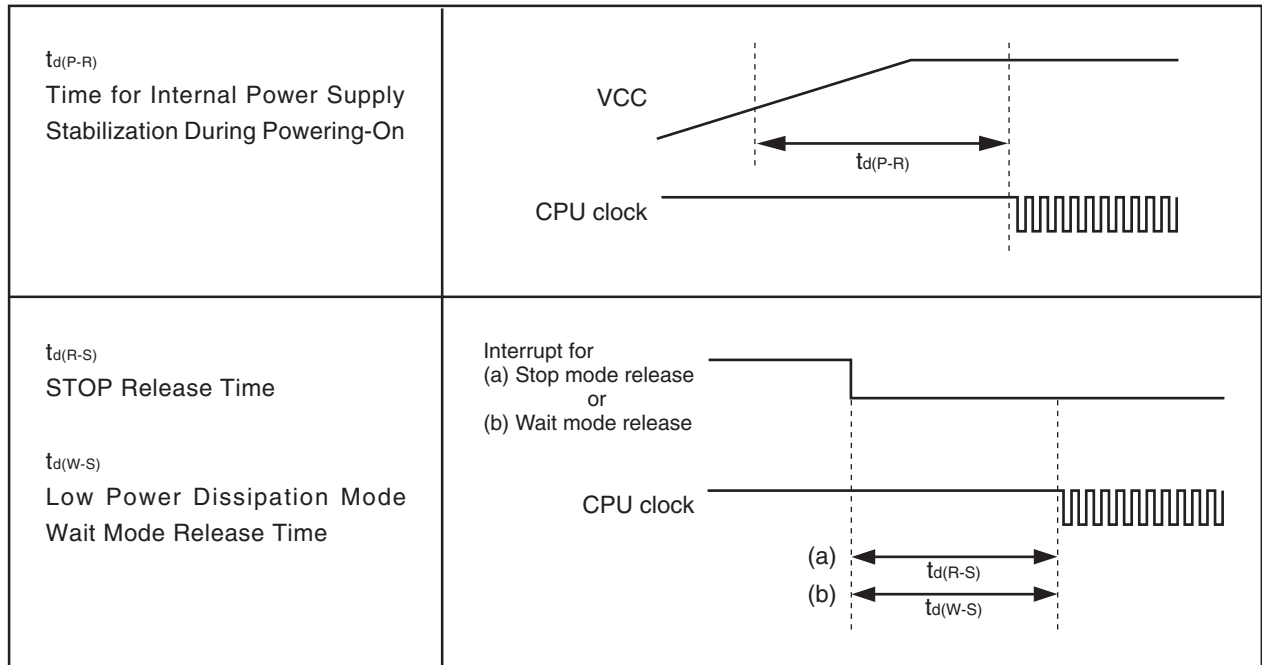 td(P-R)
Time for Internal Power Supply
Stabilization During Powering-On
VCC
td(P-R)
CPU clock
td(R-S)
STOP Release Time
td(W-S)
Low Power Dissipation Mode
Wait Mode Release Time
Interrupt for
(a) Stop mode release
or
(b) Wait mode release
CPU clock
(a)
td(R-S)
(b)
td(W-S)